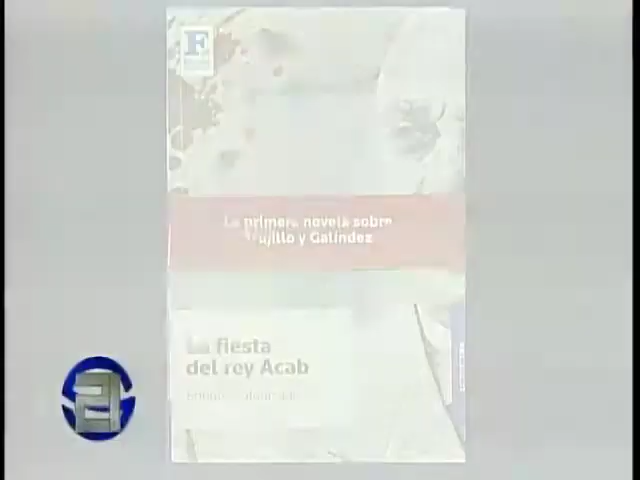 F
La primera novela sobre
Trujillo y Galíndez
La fiesta
del rey Acab
a